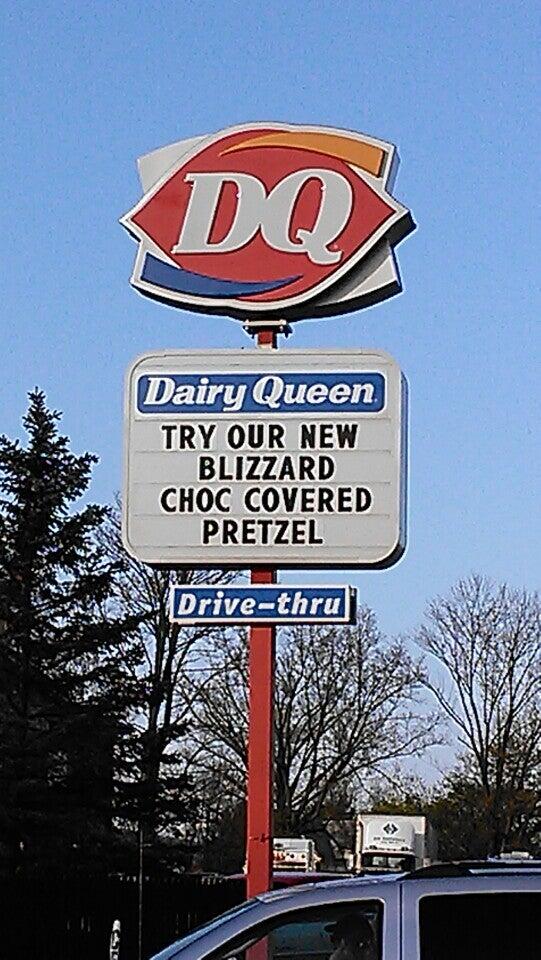 DQ
Dairy Queen
TRY OUR NEW
BLIZZARD
CHOC COVERED
PRETZEL
Drive-thru